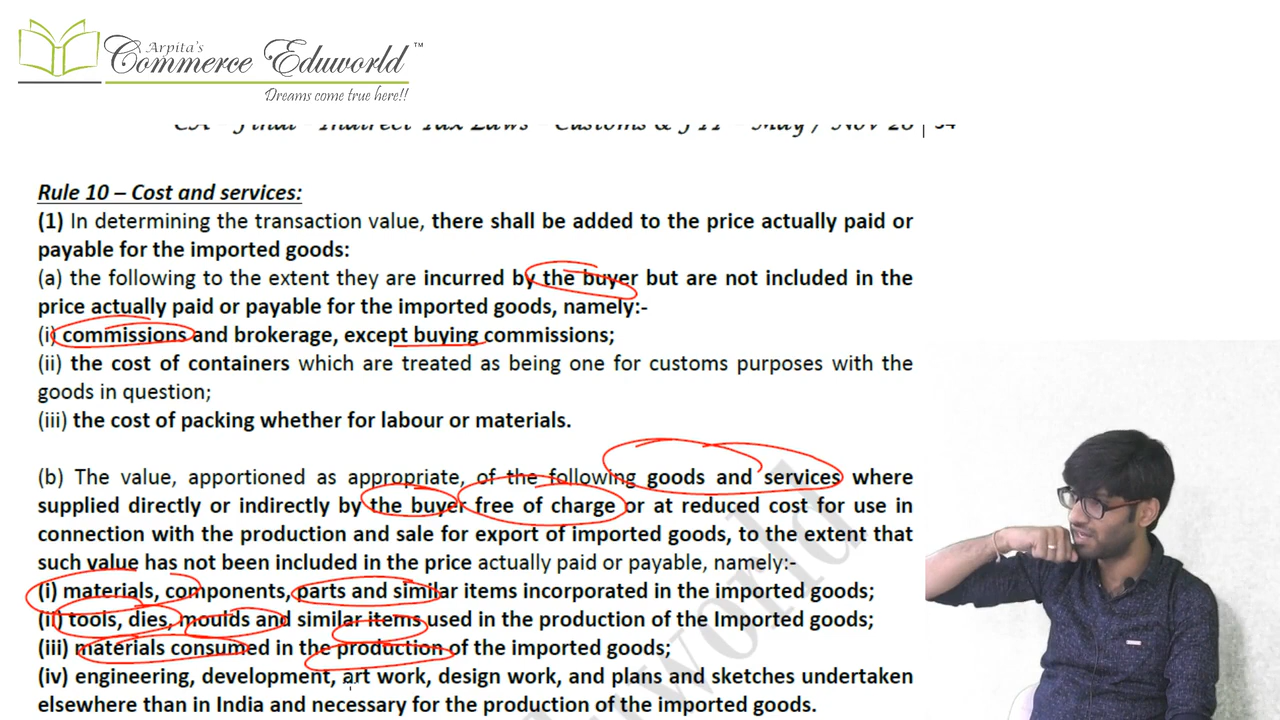 Arpita's
Commerce Eduworld™
Dreams come true here!!
CA - Final - Indirect Tax Laws - Customs & FTP - May / Nov 20 | 54
Rule 10 – Cost and services:
(1) In determining the transaction value, there shall be added to the price actually paid or
payable for the imported goods:
(a) the following to the extent they are incurred by the buyer but are not included in the
price actually paid or payable for the imported goods, namely:-
(i) commissions and brokerage, except buying commissions;
(ii) the cost of containers which are treated as being one for customs purposes with the
goods in question;
(iii) the cost of packing whether for labour or materials.
(b) The value, apportioned as appropriate, of the following goods and services where
supplied directly or indirectly by the buyer free of charge or at reduced cost for use in
connection with the production and sale for export of imported goods, to the extent that
such value has not been included in the price actually paid or payable, namely:-
(i) materials, components, parts and similar items incorporated in the imported goods;
(ii) tools, dies, moulds and similar items used in the production of the Imported goods;
(iii) materials consumed in the production of the imported goods;
(iv) engineering, development, art work, design work, and plans and sketches undertaken
elsewhere than in India and necessary for the production of the imported goods.